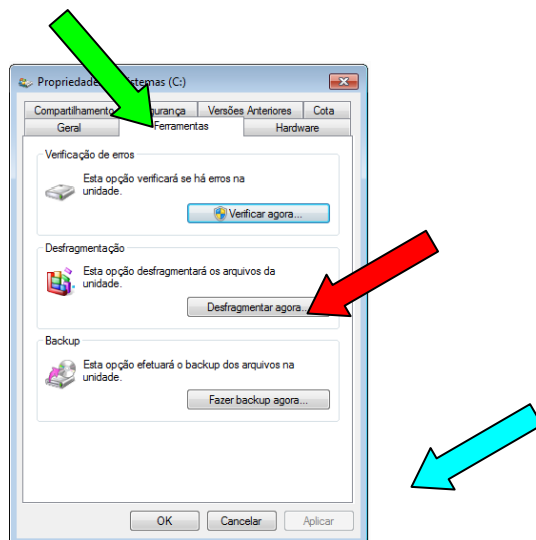 Propriedade stemas (C:)
Compartilhamento gurança Versões Anteriores Cota
Geral Ferramentas Hardware
Verificação de erros
Esta opção verificará se há erros na
unidade.
Verificar agora...
Desfragmentação
Esta opção desfragmentará os arquivos da
unidade.
Desfragmentar agora...
Backup
Esta opção efetuará o backup dos arquivos na
unidade.
Fazer backup agora...
OK Cancelar Aplicar